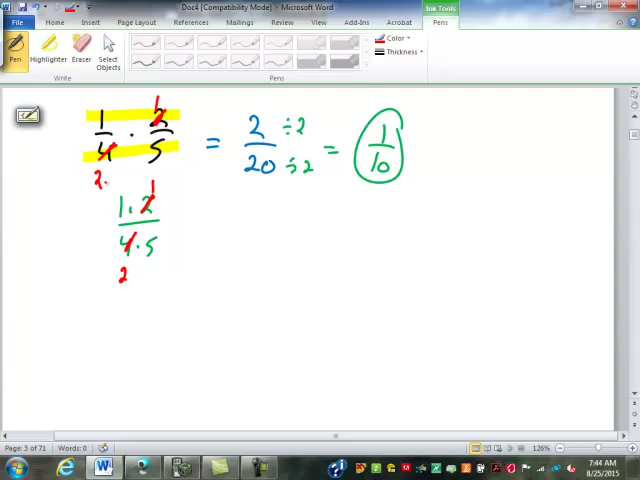 Doc4 [Compatibility Mode] - Microsoft Word
Ink Tools
File Home Insert Page Layout References Mailings Review View Add-Ins Acrobat Pens
Pen Highlighter Eraser Select Objects
Color
Thickness
Write Pens
1/4 · 2/5 = 2/20 ÷2 ÷2 = 1/10
1
2.
1 · 2 1
4 · 5
2
Page: 3 of 71 Words: 0 126%
7:44 AM
8/25/2015